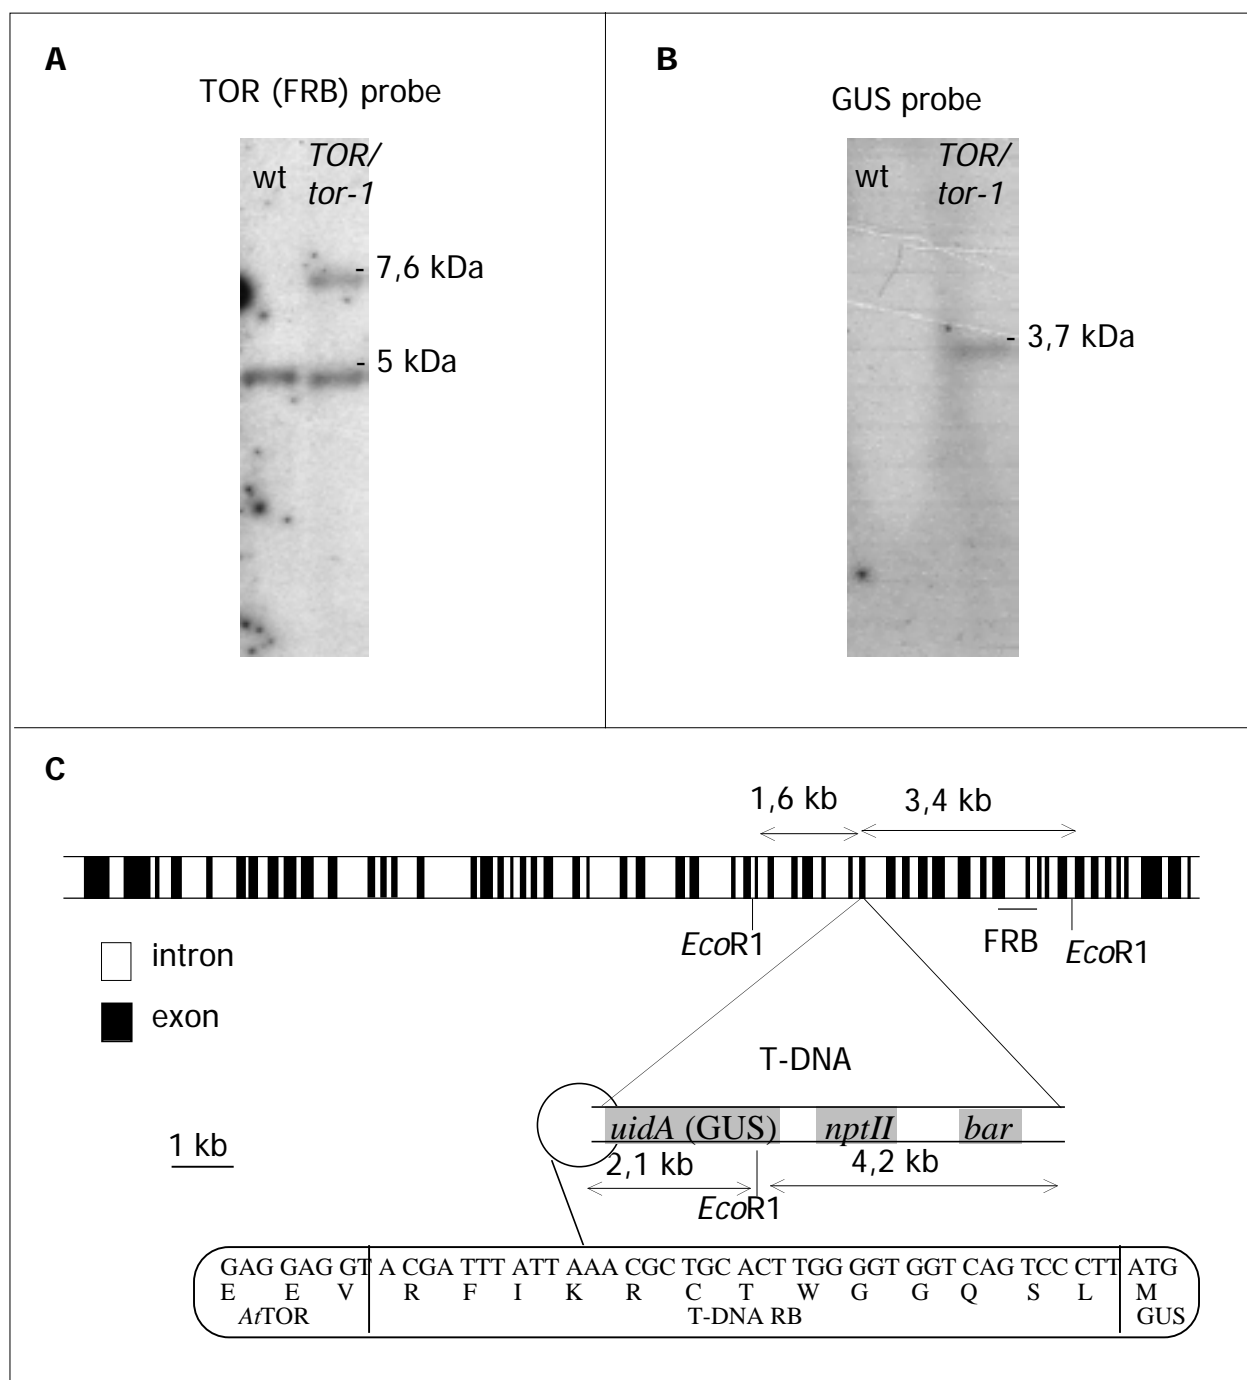 A
TOR (FRB) probe
wt
TOR/
tor-1
- 7,6 kDa
- 5 kDa
B
GUS probe
wt
TOR/
tor-1
- 3,7 kDa
C
1,6 kb
3,4 kb
EcoR1
FRB
EcoR1
intron
exon
T-DNA
uidA (GUS)
nptII
bar
1 kb
2,1 kb
4,2 kb
EcoR1
GAG GAG GT A CGA TTT ATT AAA CGC TGC ACT TGG GGT GGT CAG TCC CTT ATG
E E V R F I K R C T W G G Q S L M
AtTOR T-DNA RB GUS